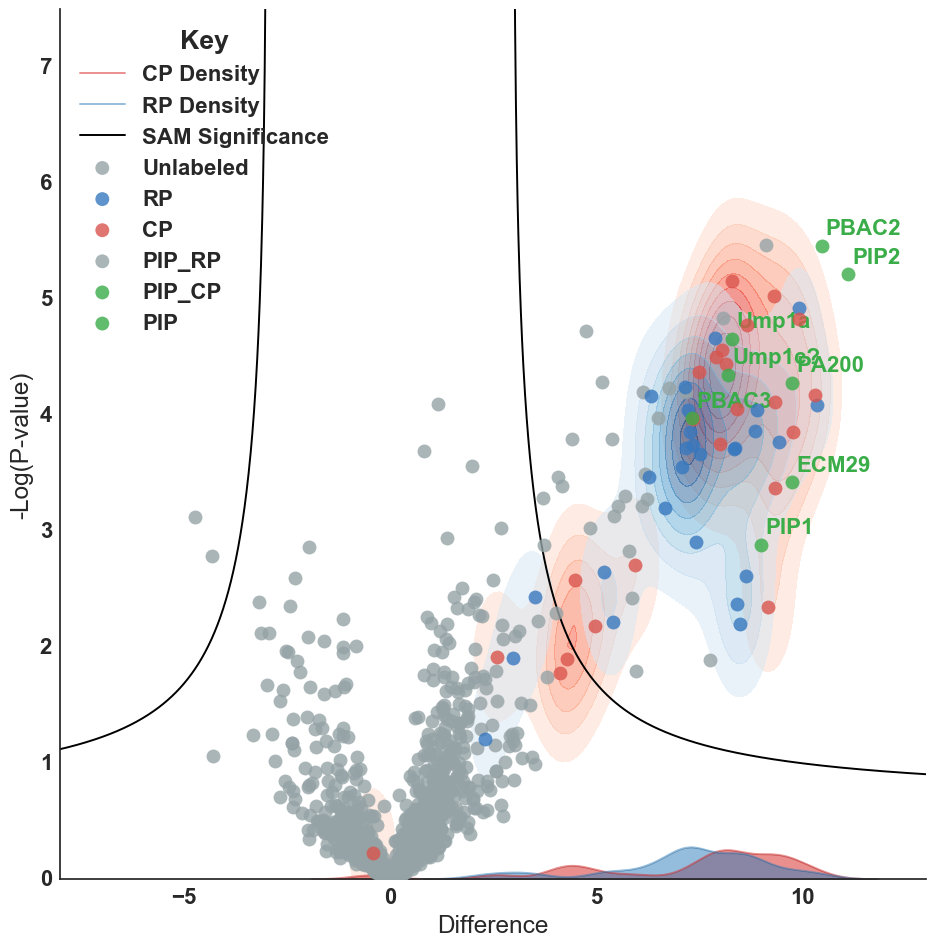 Key
CP Density
RP Density
SAM Significance
Unlabeled
RP
CP
PIP_RP
PIP_CP
PIP
7
6
5
4
3
2
1
0
-Log(P-value)
PBAC2
PIP2
Ump1a
Ump1c2
PA200
PBAC3
ECM29
PIP1
−5
0
5
10
Difference